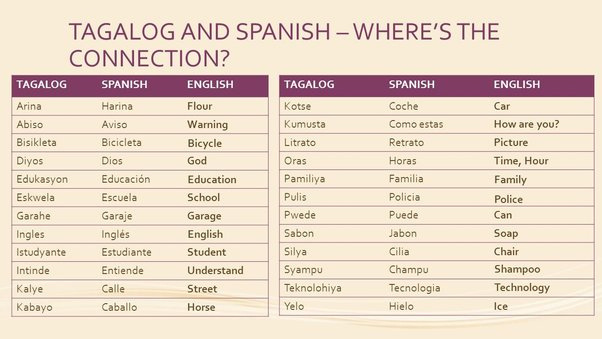 TAGALOG AND SPANISH – WHERE'S THE
CONNECTION?
TAGALOG SPANISH ENGLISH
Arina Harina Flour
Abiso Aviso Warning
Bisikleta Bicicleta Bicycle
Diyos Dios God
Edukasyon Educación Education
Eskwela Escuela School
Garahe Garaje Garage
Ingles Inglés English
Istudyante Estudiante Student
Intinde Entiende Understand
Kalye Calle Street
Kabayo Caballo Horse
TAGALOG SPANISH ENGLISH
Kotse Coche Car
Kumusta Como estas How are you?
Litrato Retrato Picture
Oras Horas Time, Hour
Pamiliya Familia Family
Pulis Policia Police
Pwede Puede Can
Sabon Jabon Soap
Silya Cilia Chair
Syampu Champu Shampoo
Teknolohiya Tecnologia Technology
Yelo Hielo Ice